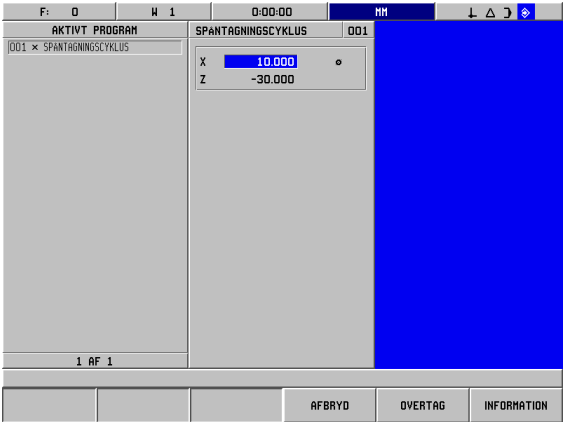 F: 0 W 1 0:00:00 MM
AKTIVT PROGRAM
001 × SPANTAGNINGSCYKLUS
1 AF 1
SPANTAGNINGSCYKLUS 001
X 10.000 ø
Z -30.000
AFBRYD OVERTAG INFORMATION